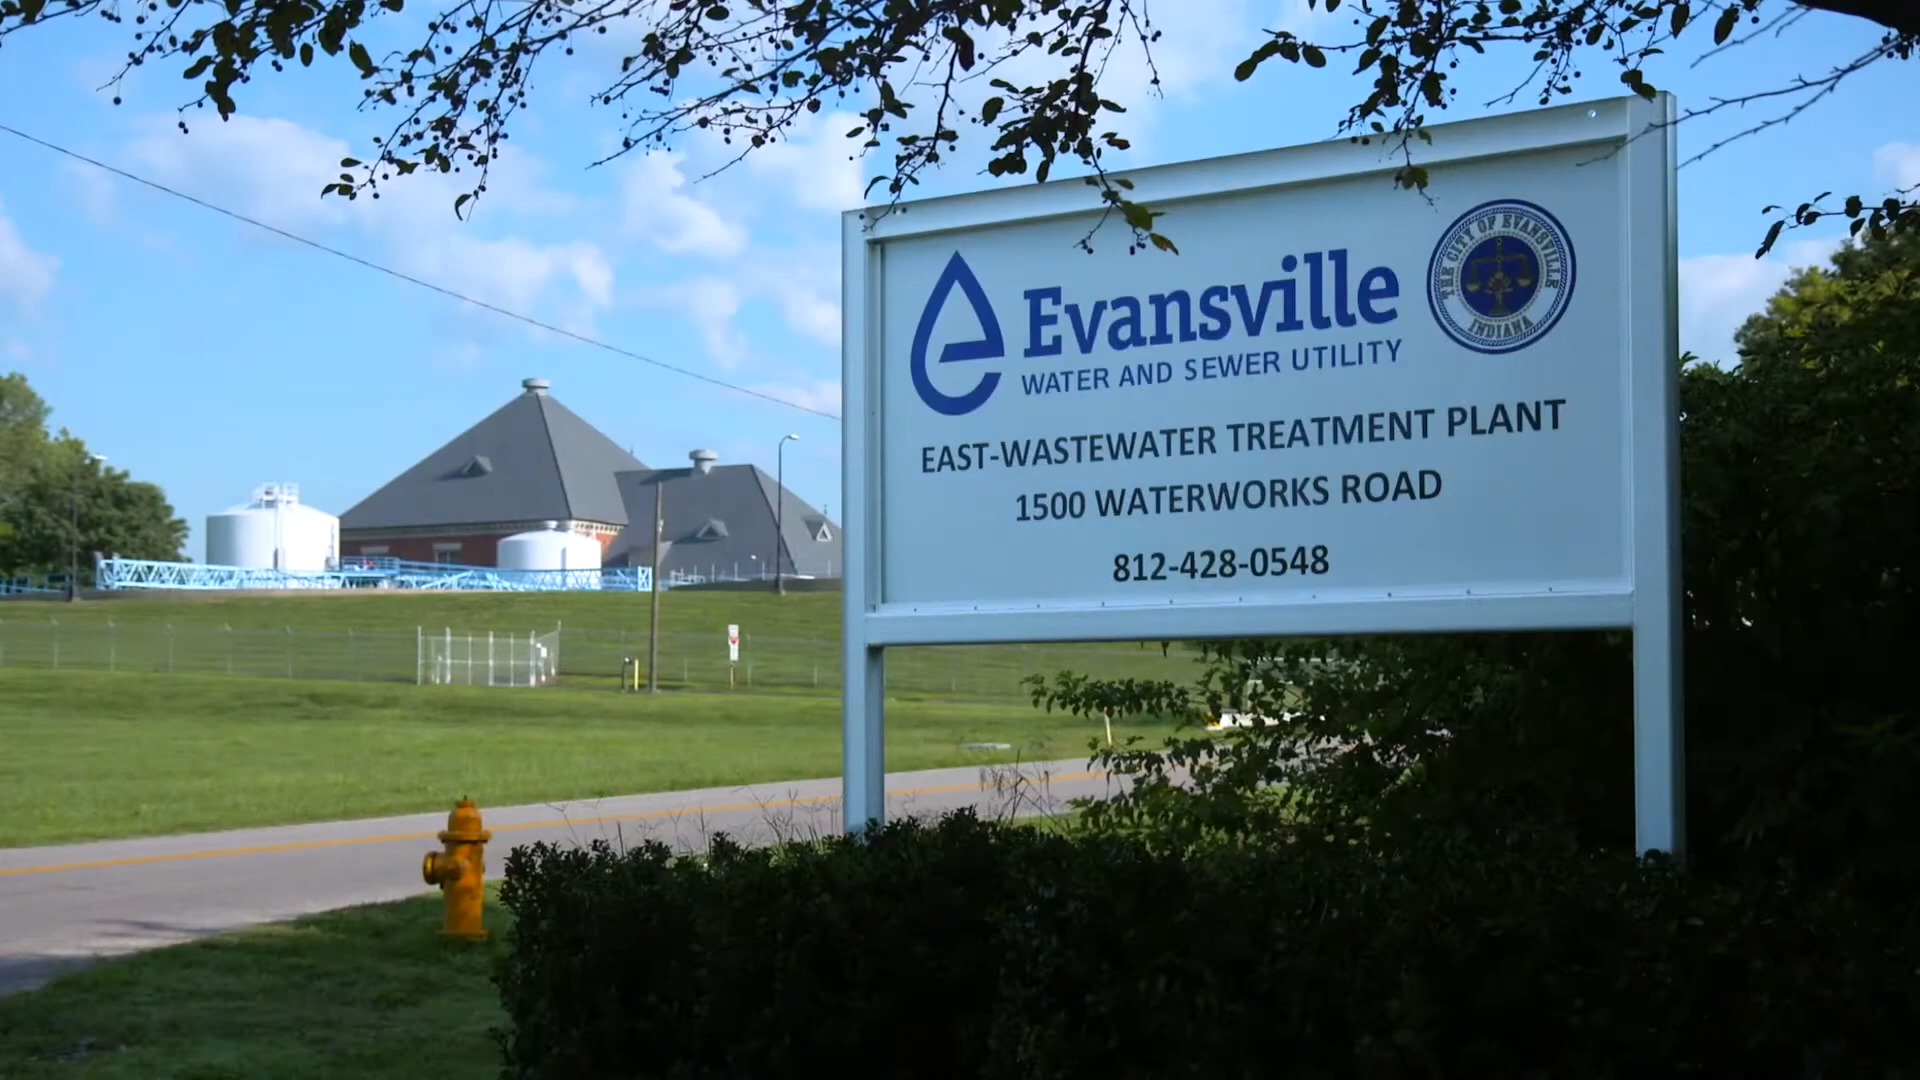 Evansville
WATER AND SEWER UTILITY
THE CITY OF EVANSVILLE
INDIANA
EAST-WASTEWATER TREATMENT PLANT
1500 WATERWORKS ROAD
812-428-0548